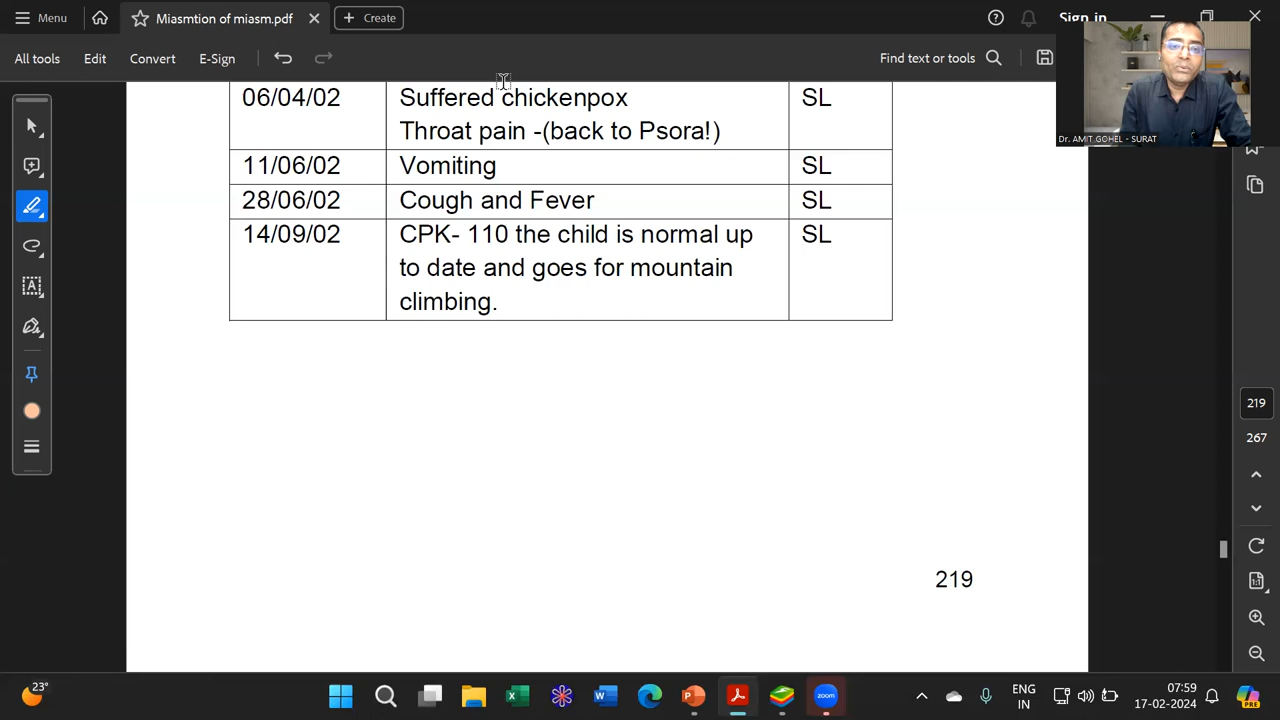 Menu
Miasmtion of miasm.pdf
Create
All tools
Edit
Convert
E-Sign
Find text or tools
Dr. AMIT GOHEL - SURAT
06/04/02 Suffered chickenpox SL
Throat pain -(back to Psora!)
11/06/02 Vomiting SL
28/06/02 Cough and Fever SL
14/09/02 CPK- 110 the child is normal up SL
to date and goes for mountain
climbing.
219
219
267
23°
ENG
IN
07:59
17-02-2024
PRE